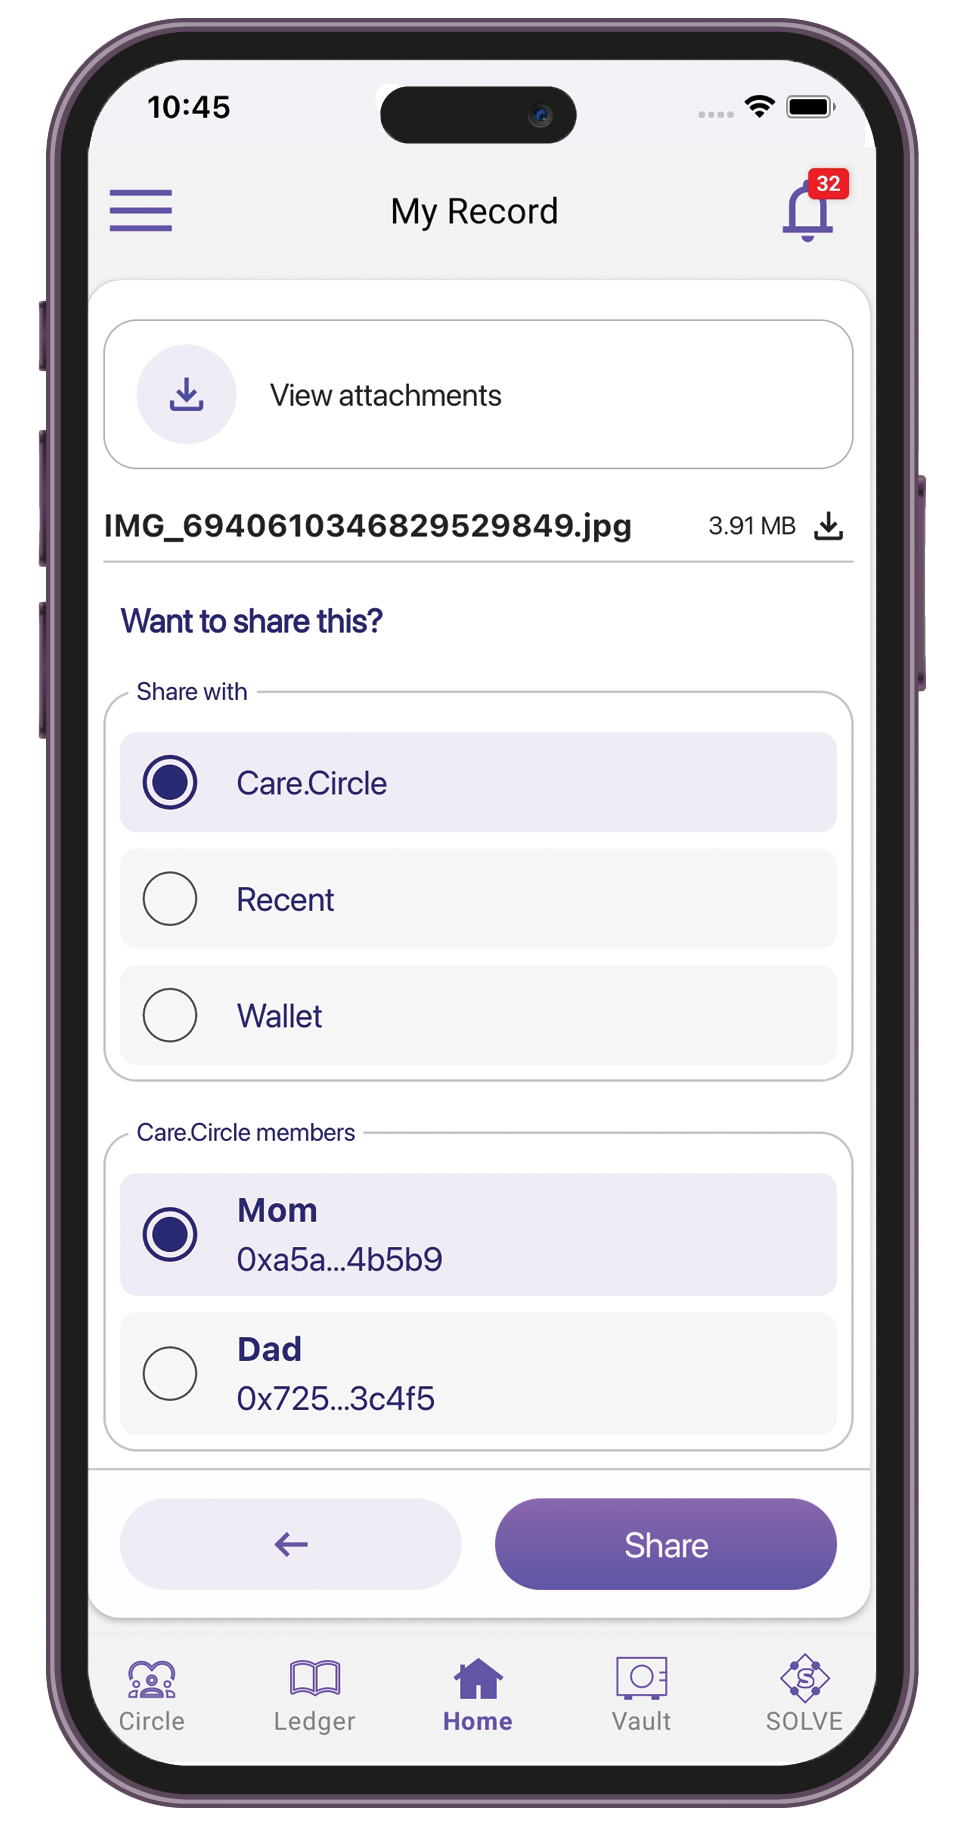 10:45
My Record
32
View attachments
IMG_6940610346829529849.jpg 3.91 MB
Want to share this?
Share with
Care.Circle
Recent
Wallet
Care.Circle members
Mom
0xa5a...4b5b9
Dad
0x725...3c4f5
Share
Circle Ledger Home Vault SOLVE